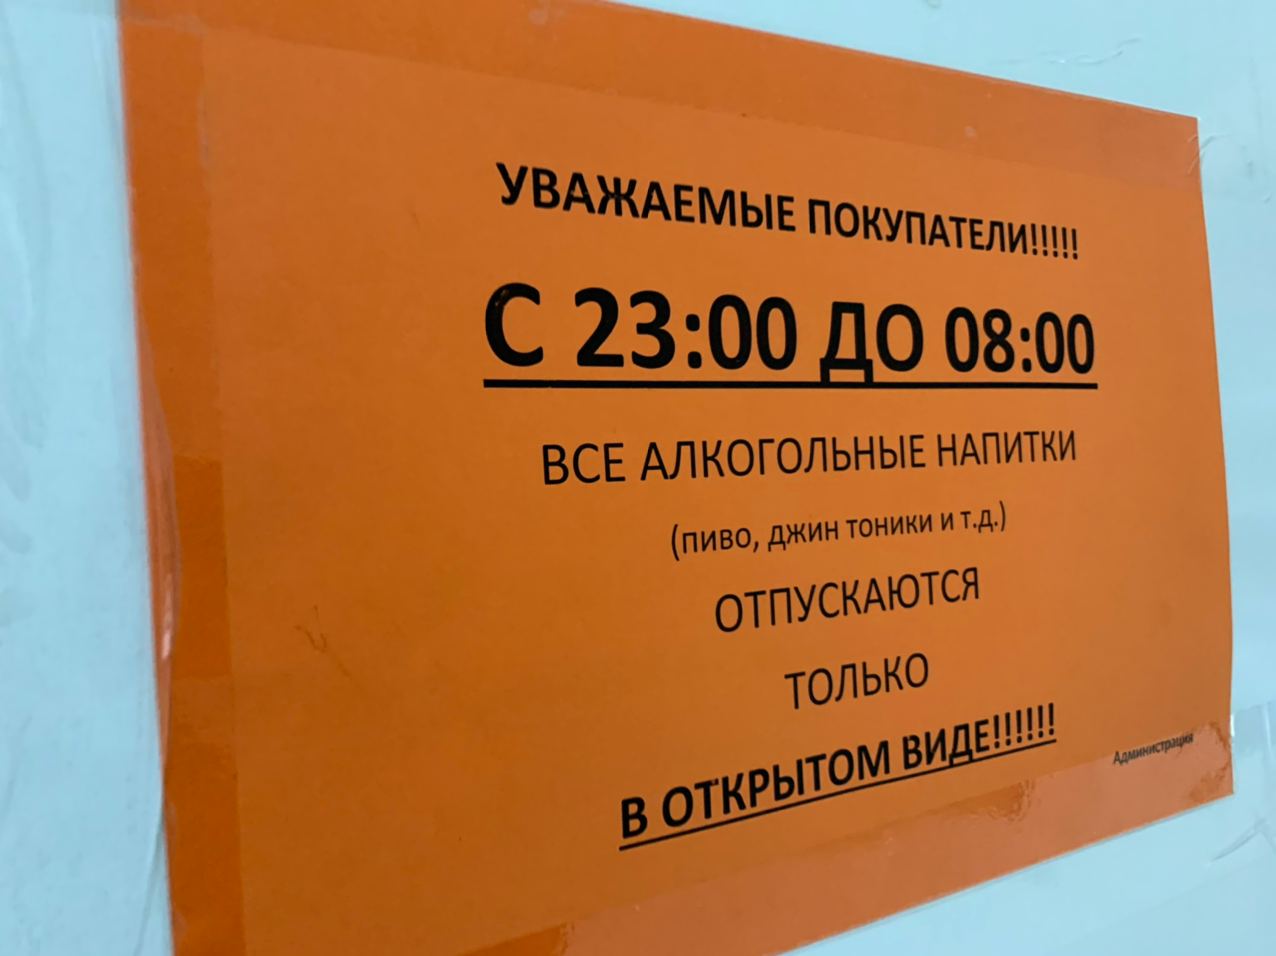 УВАЖАЕМЫЕ ПОКУПАТЕЛИ!!!!!
С 23:00 ДО 08:00
ВСЕ АЛКОГОЛЬНЫЕ НАПИТКИ
(пиво, джин тоники и т.д.)
ОТПУСКАЮТСЯ
ТОЛЬКО
В ОТКРЫТОМ ВИДЕ!!!!!!
Администрация